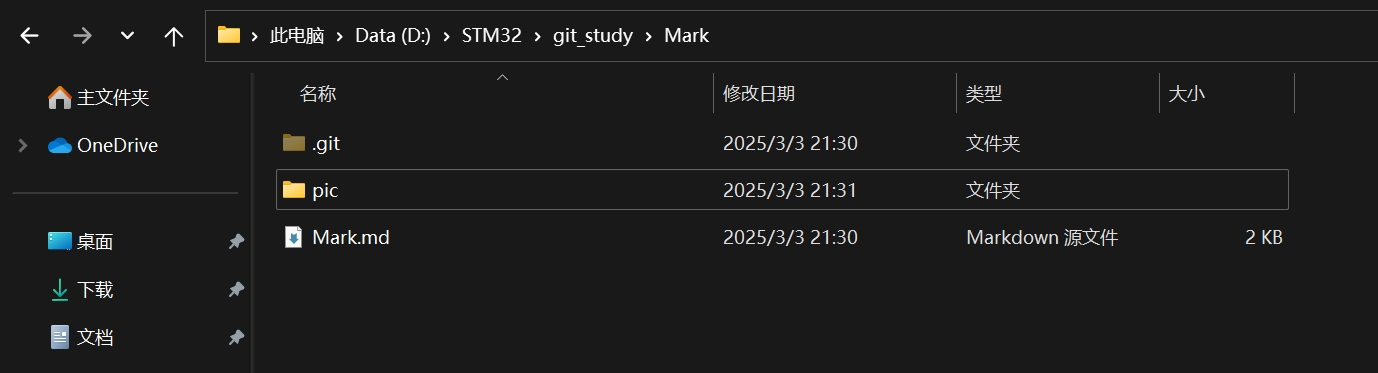 此电脑 Data (D:) STM32 git_study Mark
主文件夹
OneDrive
桌面
下载
文档
名称 修改日期 类型 大小
.git 2025/3/3 21:30 文件夹
pic 2025/3/3 21:31 文件夹
Mark.md 2025/3/3 21:30 Markdown 源文件 2 KB